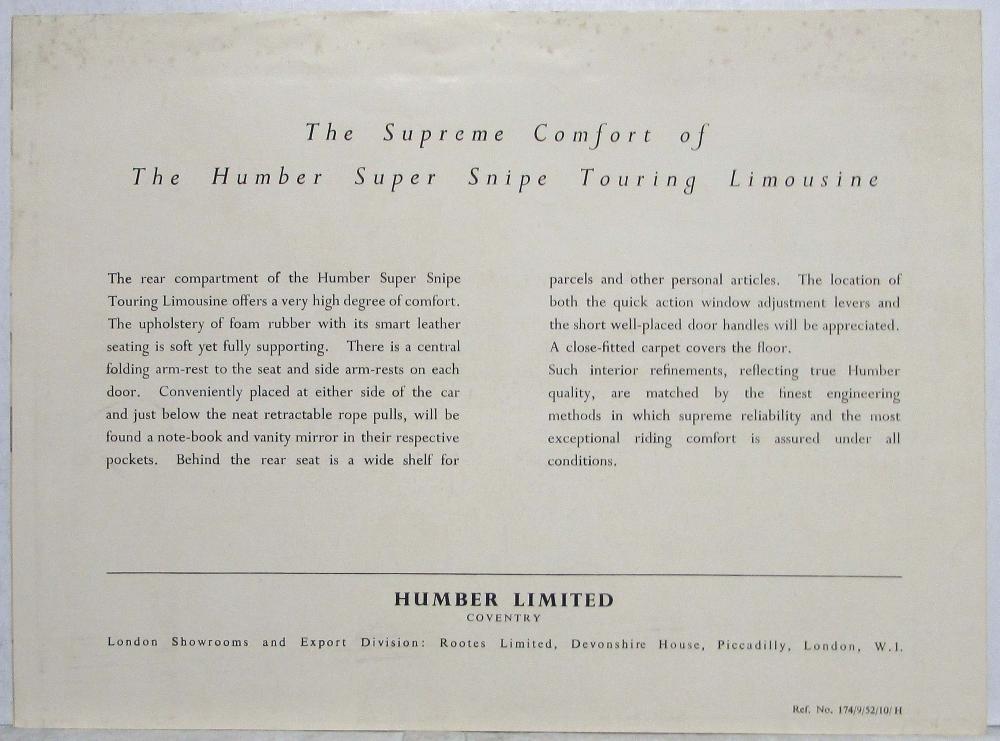 The Supreme Comfort of
The Humber Super Snipe Touring Limousine
The rear compartment of the Humber Super Snipe
Touring Limousine offers a very high degree of comfort.
The upholstery of foam rubber with its smart leather
seating is soft yet fully supporting. There is a central
folding arm-rest to the seat and side arm-rests on each
door. Conveniently placed at either side of the car
and just below the neat retractable rope pulls, will be
found a note-book and vanity mirror in their respective
pockets. Behind the rear seat is a wide shelf for
parcels and other personal articles. The location of
both the quick action window adjustment levers and
the short well-placed door handles will be appreciated.
A close-fitted carpet covers the floor.
Such interior refinements, reflecting true Humber
quality, are matched by the finest engineering
methods in which supreme reliability and the most
exceptional riding comfort is assured under all
conditions.
HUMBER LIMITED
COVENTRY
London Showrooms and Export Division: Rootes Limited, Devonshire House, Piccadilly, London, W.1.
Ref. No. 174/9/52/10/H